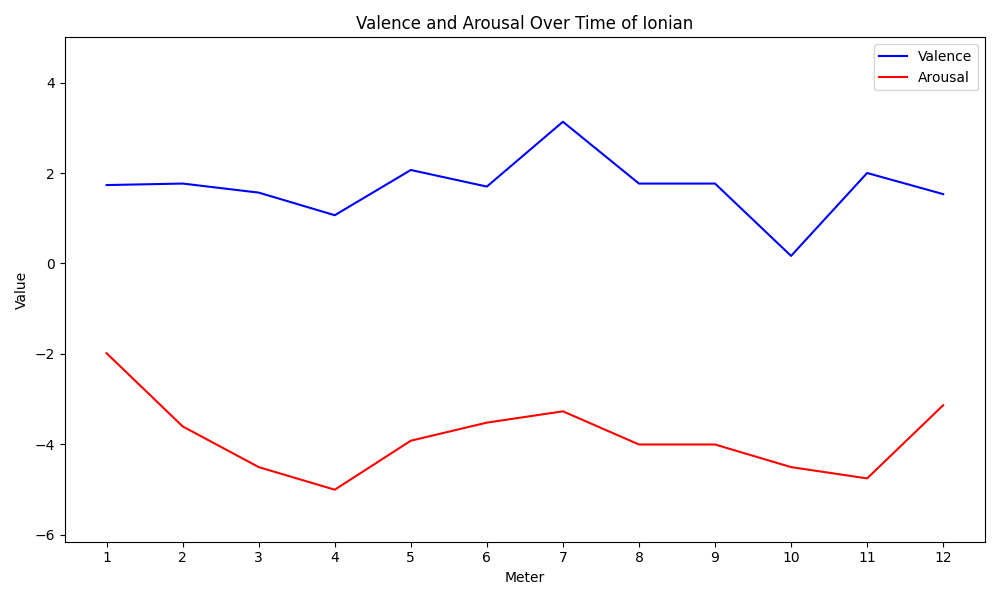 Valence and Arousal Over Time of Ionian
Valence
Arousal
4
2
0
−2
−4
−6
Value
1 2 3 4 5 6 7 8 9 10 11 12
Meter